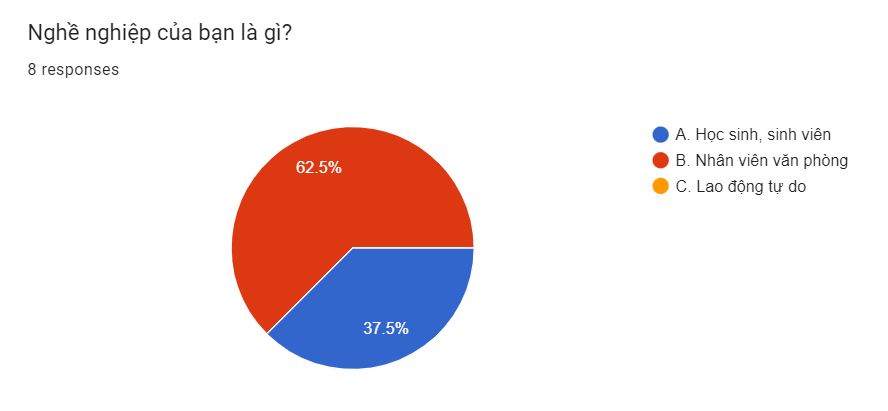 Nghề nghiệp của bạn là gì?
8 responses
62.5%
37.5%
A. Học sinh, sinh viên
B. Nhân viên văn phòng
C. Lao động tự do